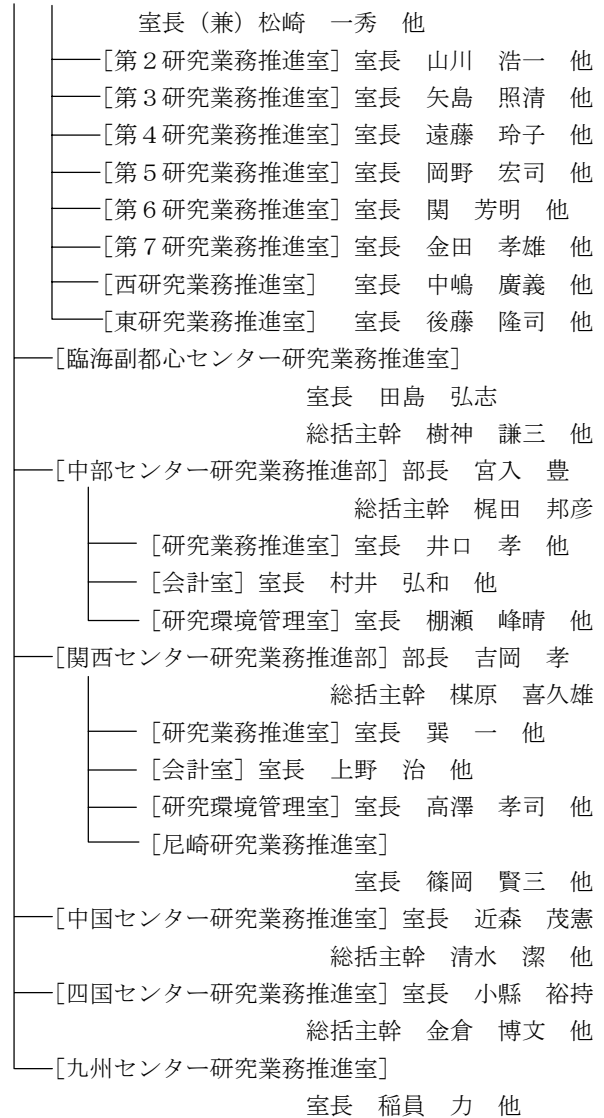 室長（兼）松崎　一秀　他
［第２研究業務推進室］室長　山川　浩一　他
［第３研究業務推進室］室長　矢島　照清　他
［第４研究業務推進室］室長　遠藤　玲子　他
［第５研究業務推進室］室長　岡野　宏司　他
［第６研究業務推進室］室長　関　芳明　他
［第７研究業務推進室］室長　金田　孝雄　他
［西研究業務推進室］　室長　中嶋　廣義　他
［東研究業務推進室］　室長　後藤　隆司　他
［臨海副都心センター研究業務推進室］
室長　田島　弘志
総括主幹　樹神　謙三　他
［中部センター研究業務推進部］部長　宮入　豊
総括主幹　梶田　邦彦
［研究業務推進室］室長　井口　孝　他
［会計室］室長　村井　弘和　他
［研究環境管理室］室長　棚瀬　峰晴　他
［関西センター研究業務推進部］部長　吉岡　孝
総括主幹　楳原　喜久雄
［研究業務推進室］室長　巽　一　他
［会計室］室長　上野　治　他
［研究環境管理室］室長　高澤　孝司　他
［尼崎研究業務推進室］
室長　篠岡　賢三　他
［中国センター研究業務推進室］室長　近森　茂憲
総括主幹　清水　潔　他
［四国センター研究業務推進室］室長　小縣　裕持
総括主幹　金倉　博文　他
［九州センター研究業務推進室］
室長　稲員　力　他